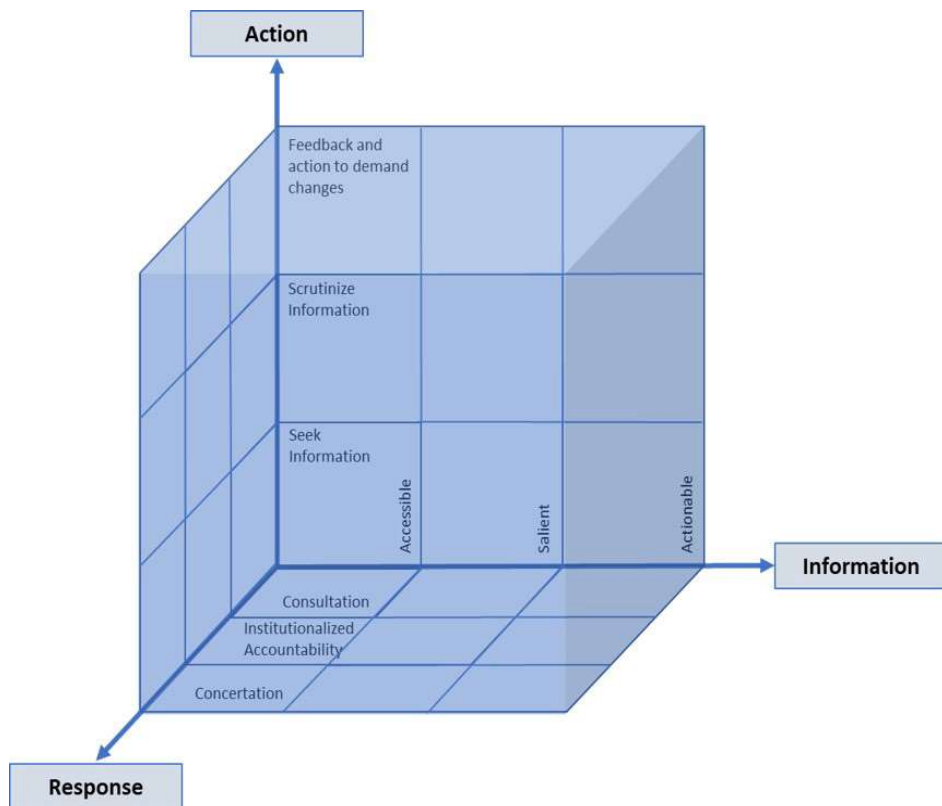 Action
Feedback and
action to demand
changes
Scrutinize
Information
Seek
Information
Accessible
Salient
Actionable
Information
Consultation
Institutionalized
Accountability
Concertation
Response